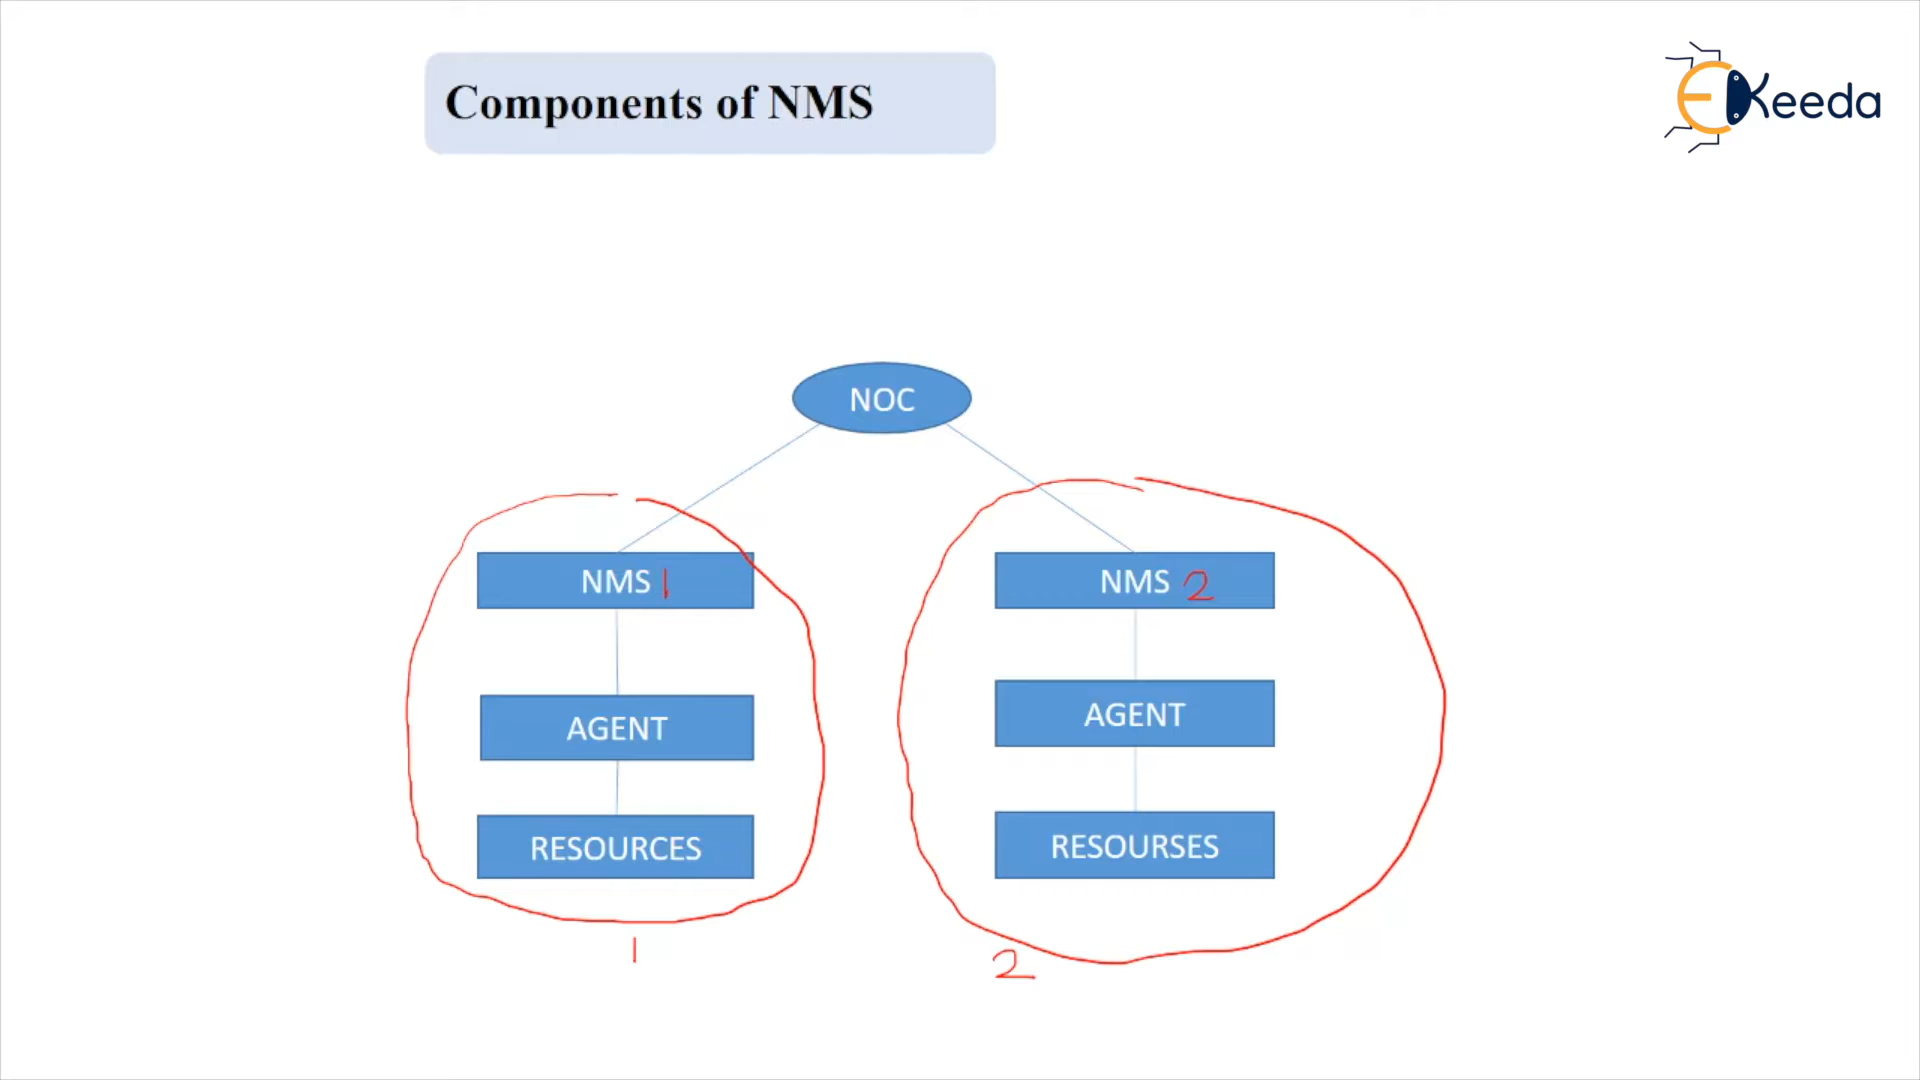 Components of NMS
EKeeda
NOC
NMS 1
NMS 2
AGENT
AGENT
RESOURCES
RESOURSES
1
2